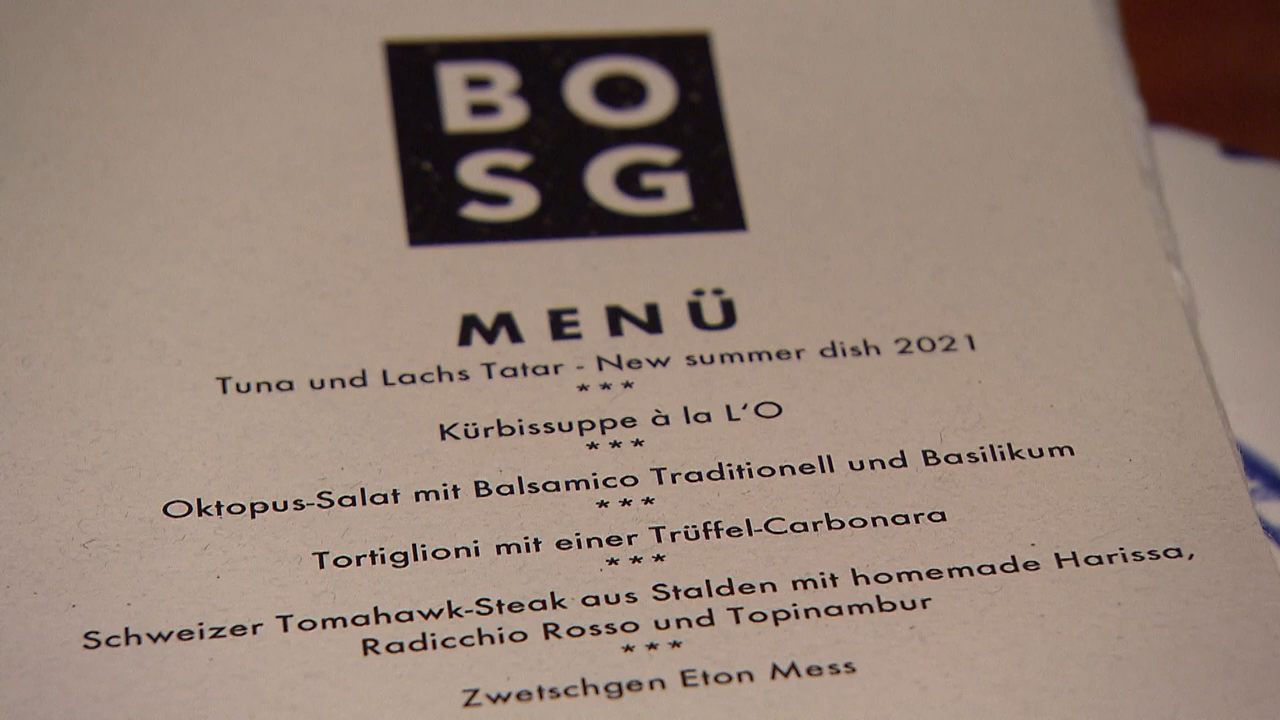 BO
SG
MENÜ
Tuna und Lachs Tatar - New summer dish 2021
***
Kürbissuppe à la L'O
***
Oktopus-Salat mit Balsamico Traditionell und Basilikum
***
Tortiglioni mit einer Trüffel-Carbonara
***
Schweizer Tomahawk-Steak aus Stalden mit homemade Harissa,
Radicchio Rosso und Topinambur
***
Zwetschgen Eton Mess